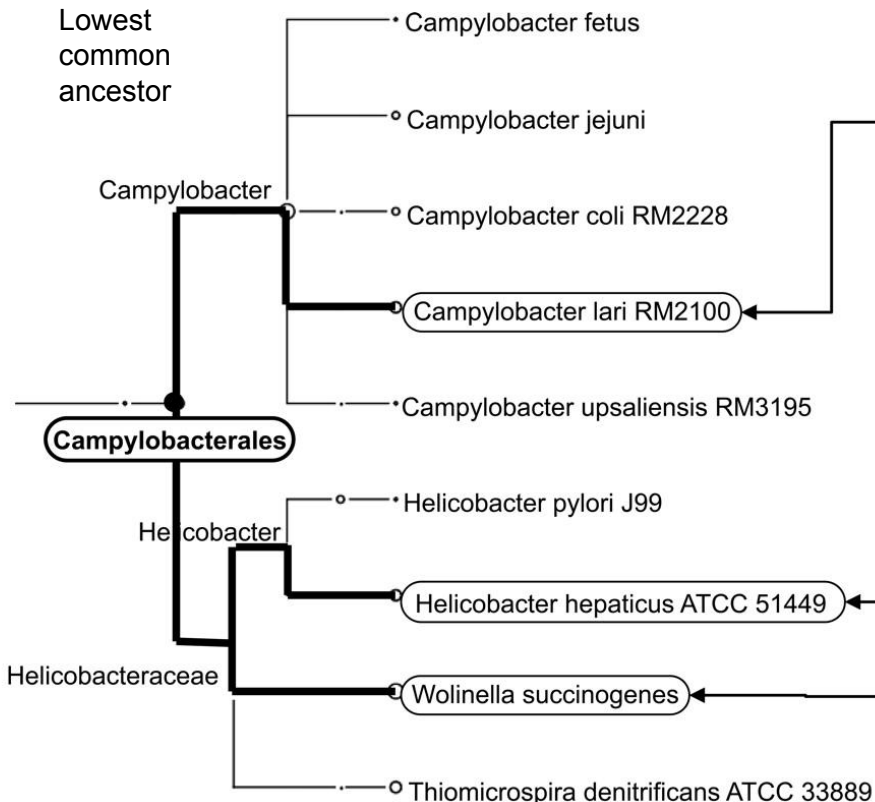 Lowest
common
ancestor
Campylobacter fetus
Campylobacter jejuni
Campylobacter
Campylobacter coli RM2228
Campylobacter lari RM2100
Campylobacter upsaliensis RM3195
Campylobacterales
Helicobacter pylori J99
Helicobacter
Helicobacter hepaticus ATCC 51449
Helicobacteraceae
Wolinella succinogenes
Thiomicrospira denitrificans ATCC 33889